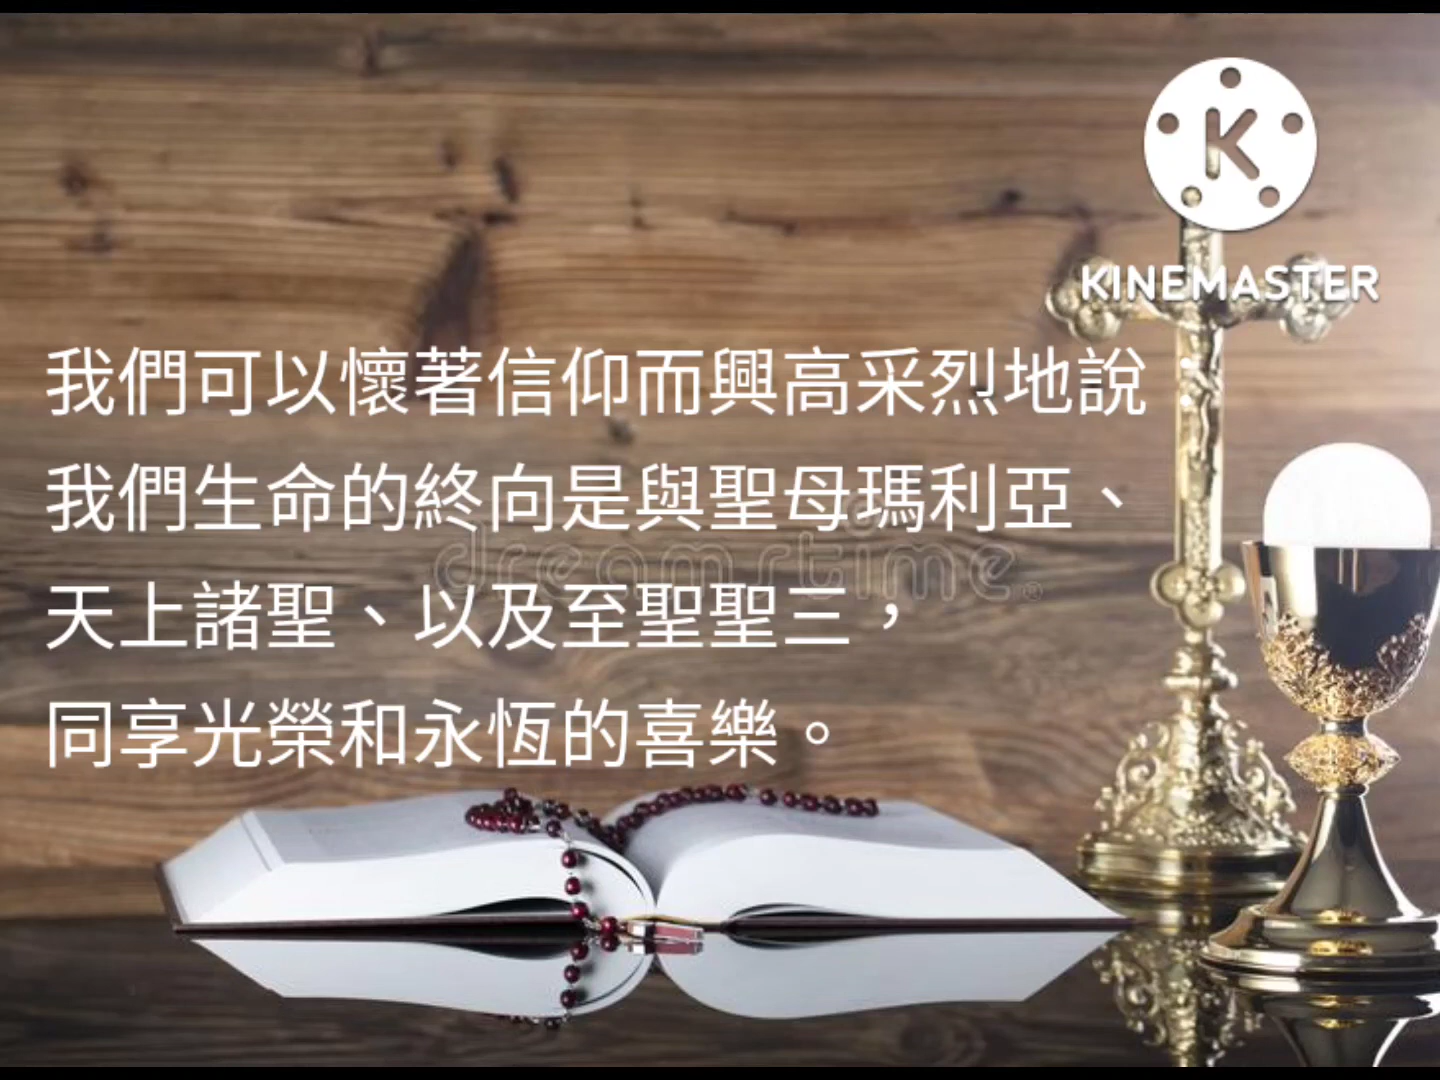 KINEMASTER
我們可以懷著信仰而興高采烈地說：
我們生命的終向是與聖母瑪利亞、
天上諸聖、以及至聖聖三，
同享光榮和永恆的喜樂。
dreamstime.